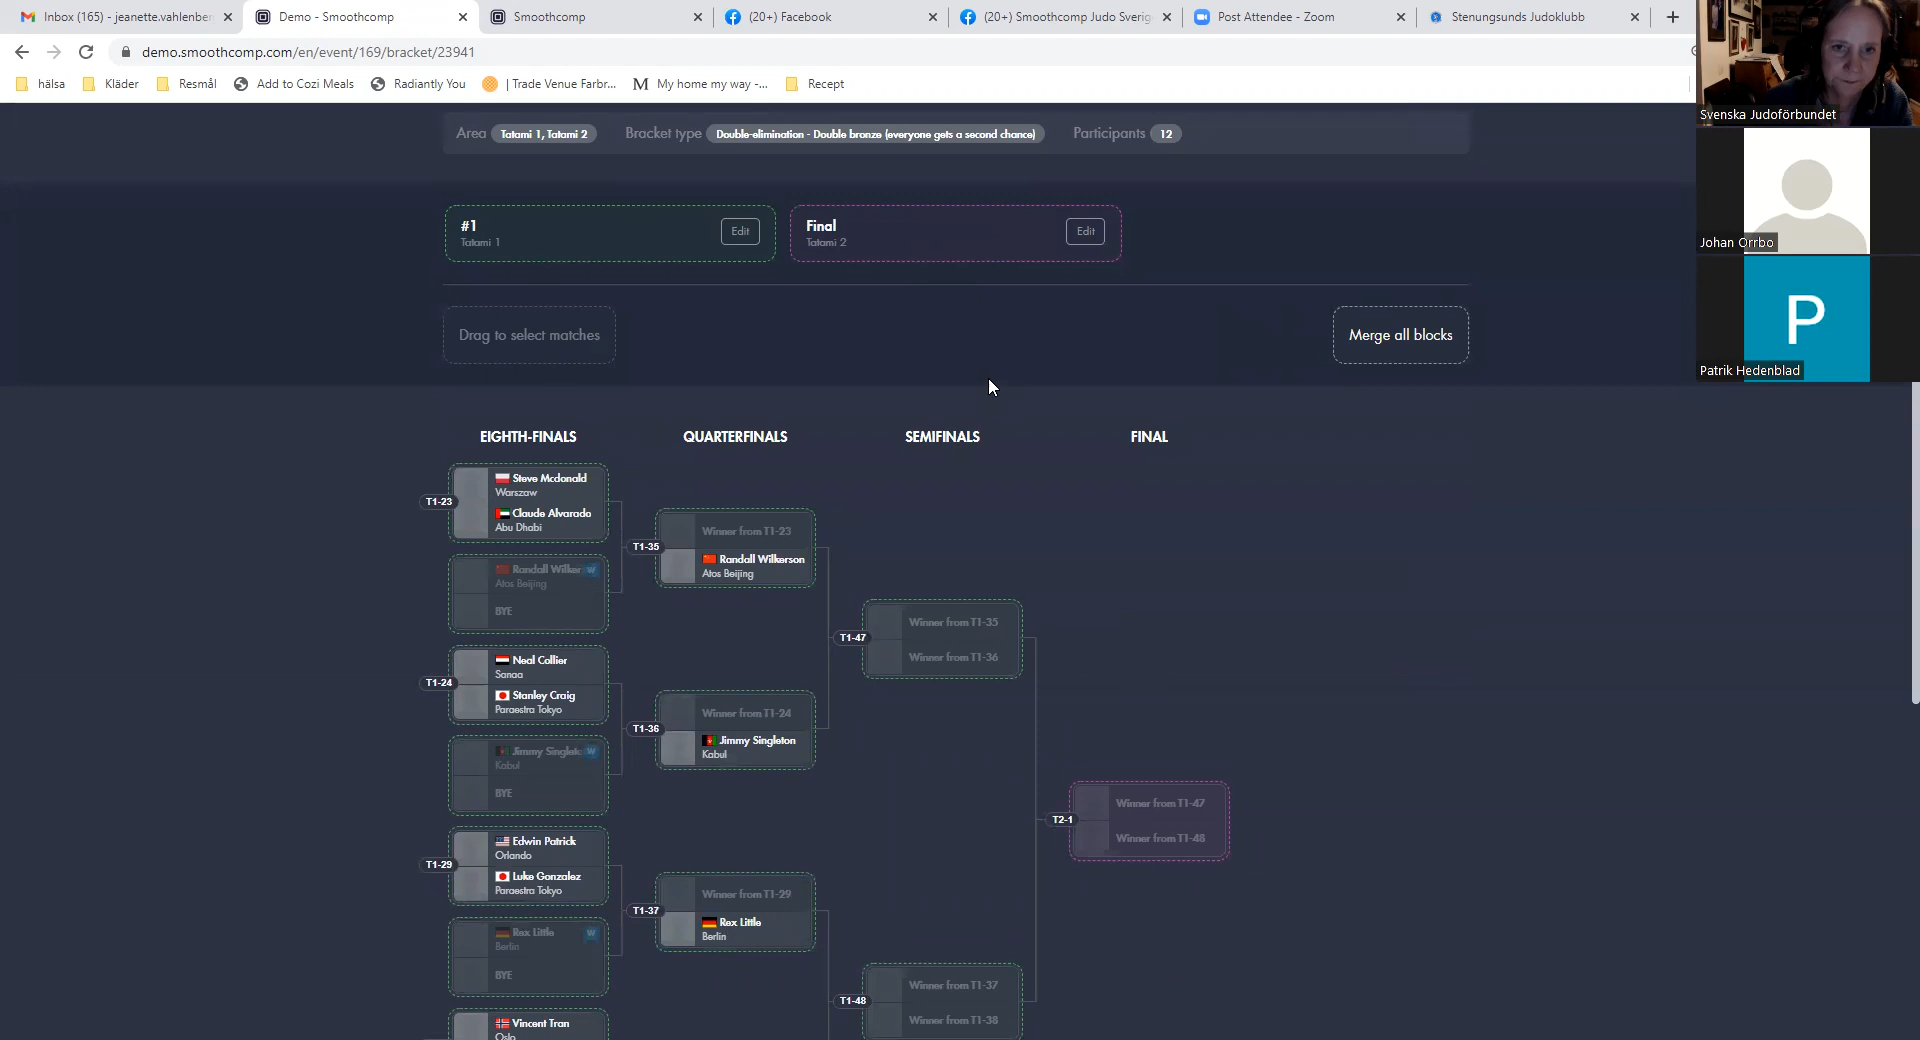 Inbox (165) - jeanette.vahlenber
Demo - Smoothcomp
Smoothcomp
(20+) Facebook
(20+) Smoothcomp Judo Sverig
Post Attendee - Zoom
Stenungsunds Judoklubb
demo.smoothcomp.com/en/event/169/bracket/23941
hälsa
Kläder
Resmål
Add to Cozi Meals
Radiantly You
| Trade Venue Farbr...
My home my way -...
Recept
Svenska Judoförbundet
Johan Orrbo
P
Patrik Hedenblad
Area Tatami 1, Tatami 2 Bracket type Double-elimination - Double bronze (everyone gets a second chance) Participants 12
#1
Tatami 1
Edit
Final
Tatami 2
Edit
Drag to select matches
Merge all blocks
EIGHTH-FINALS
QUARTERFINALS
SEMIFINALS
FINAL
T1-23
Steve Mcdonald
Warszaw
Claude Alvarado
Abu Dhabi
Randall Wilker W
Atos Beijing
BYE
T1-24
Neal Collier
Sanaa
Stanley Craig
Paraestra Tokyo
Jimmy Singlet W
Kabul
BYE
T1-29
Edwin Patrick
Orlando
Luke Gonzalez
Paraestra Tokyo
Rex Little W
Berlin
BYE
Vincent Tran
Oslo
T1-35
Winner from T1-23
Randall Wilkerson
Atos Beijing
T1-36
Winner from T1-24
Jimmy Singleton
Kabul
T1-37
Winner from T1-29
Rex Little
Berlin
T1-47
Winner from T1-35
Winner from T1-36
T1-48
Winner from T1-37
Winner from T1-38
T2-1
Winner from T1-47
Winner from T1-48